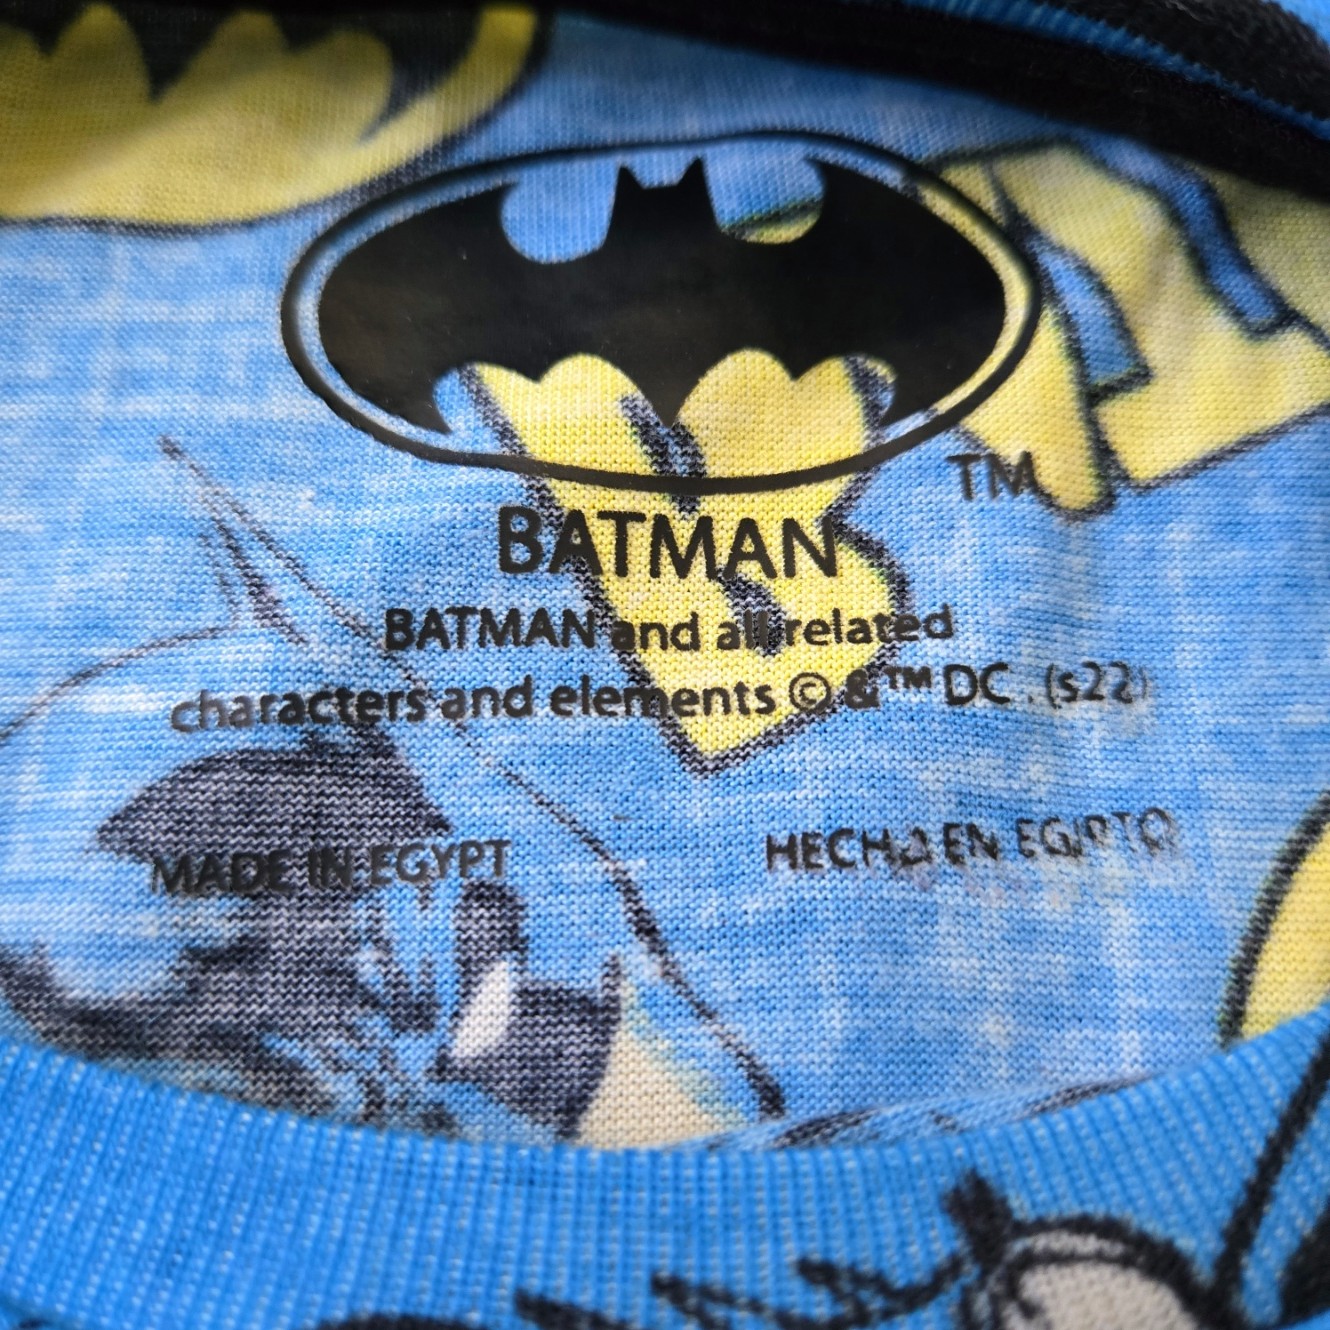 TM
BATMAN
BATMAN and all related
characters and elements © & ™ DC. (s22)
MADE IN EGYPT HECHO EN EGIPTO